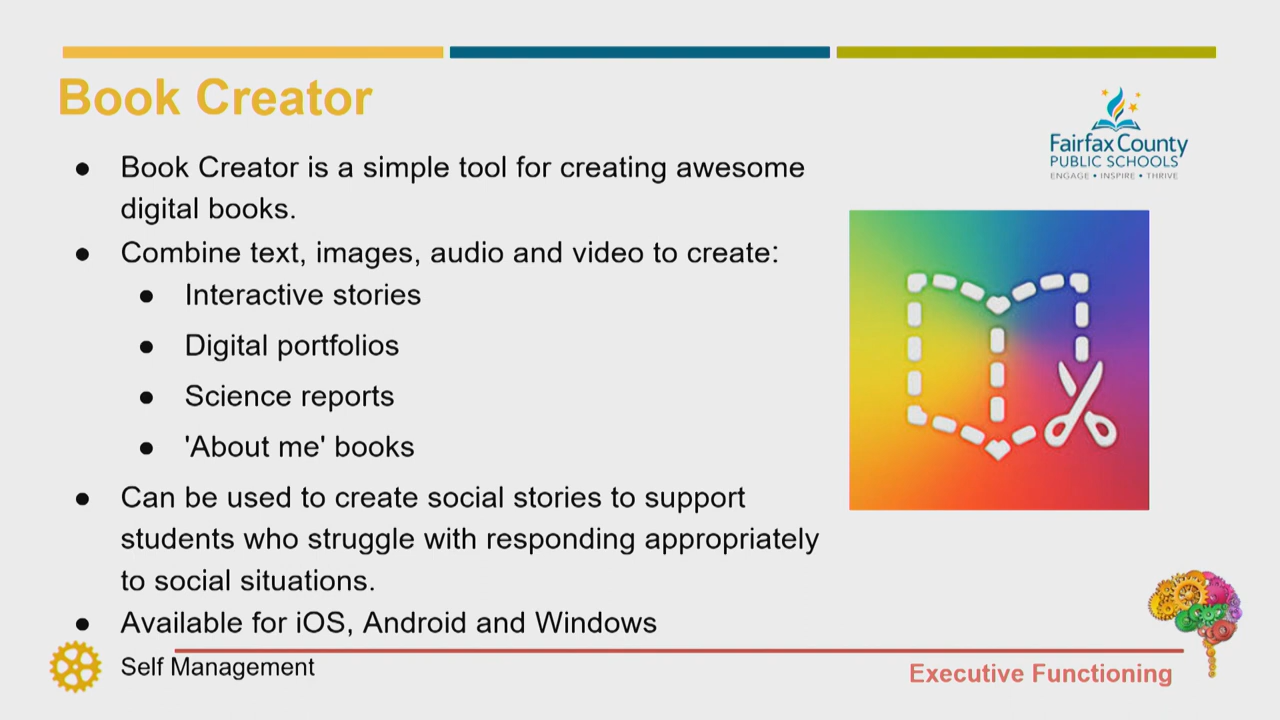 Book Creator
Fairfax County
PUBLIC SCHOOLS
ENGAGE • INSPIRE • THRIVE
● Book Creator is a simple tool for creating awesome
digital books.
● Combine text, images, audio and video to create:
● Interactive stories
● Digital portfolios
● Science reports
● 'About me' books
● Can be used to create social stories to support
students who struggle with responding appropriately
to social situations.
● Available for iOS, Android and Windows
Self Management
Executive Functioning